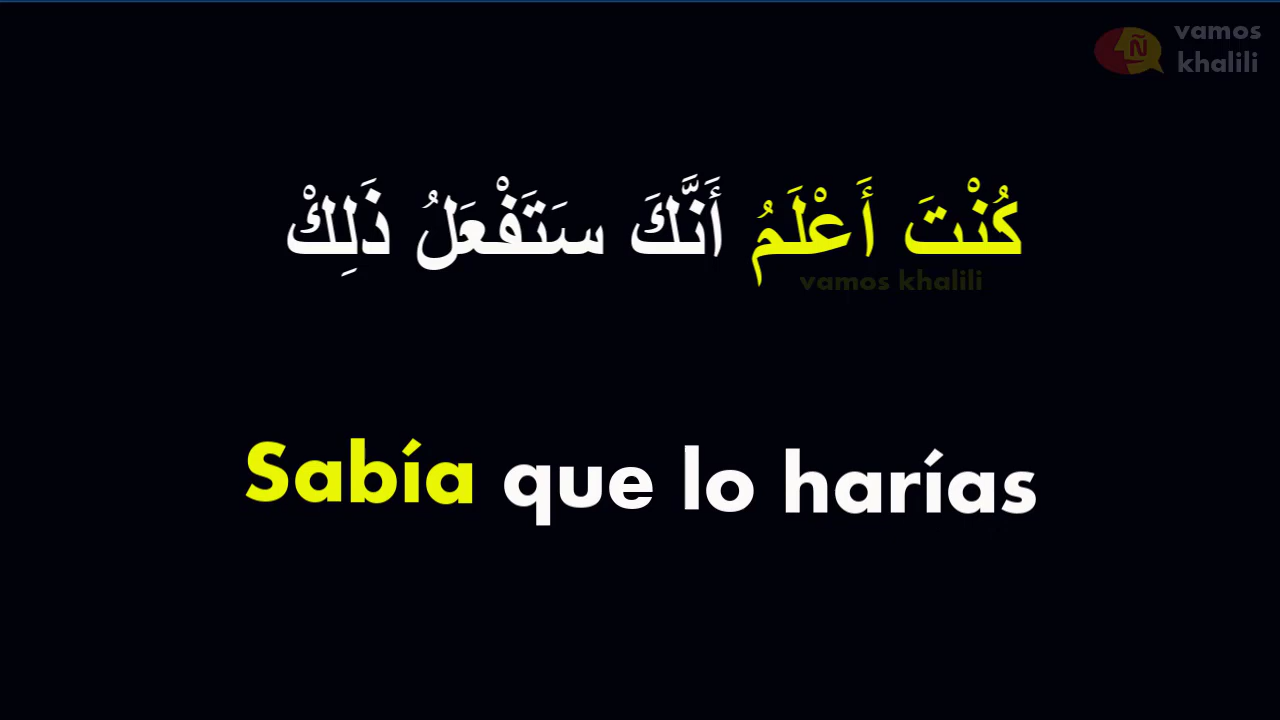 vamos
khalili
Ñ
كُنْتَ أَعْلَمُ أَنَّكَ سَتَفْعَلُ ذَلِكْ
vamos khalili
Sabía que lo harías